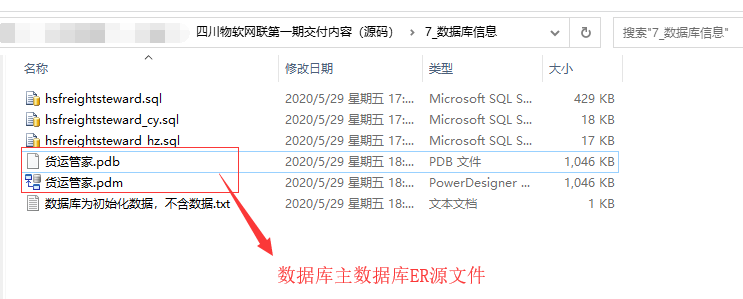 四川物软网联第一期交付内容（源码） > 7_数据库信息
搜索"7_数据库信息"
名称 修改日期 类型 大小
hsfreightsteward.sql 2020/5/29 星期五 17:... Microsoft SQL S... 429 KB
hsfreightsteward_cy.sql 2020/5/29 星期五 17:... Microsoft SQL S... 18 KB
hsfreightsteward_hz.sql 2020/5/29 星期五 17:... Microsoft SQL S... 17 KB
货运管家.pdb 2020/5/29 星期五 18:... PDB 文件 1,046 KB
货运管家.pdm 2020/5/29 星期五 18:... PowerDesigner ... 1,046 KB
数据库为初始化数据，不含数据.txt 2020/5/29 星期五 18:... 文本文档 1 KB
数据库主数据库ER源文件